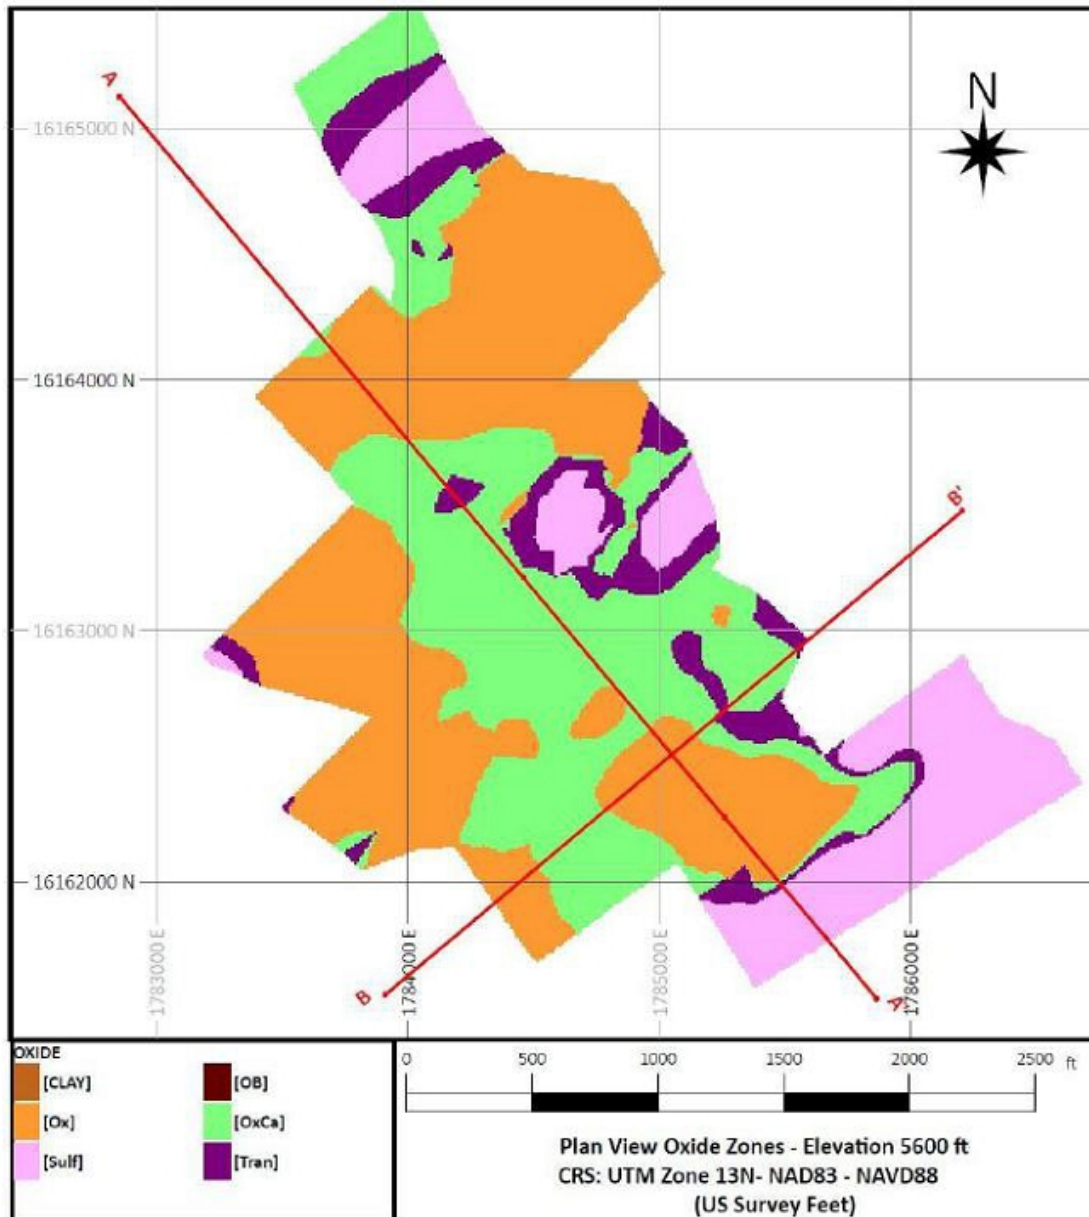 A
N
16165000 N
16164000 N
B'
16163000 N
16162000 N
1783000 E
1784000 E
1785000 E
1786000 E
B
A'
OXIDE
[CLAY]
[OB]
[Ox]
[OxCa]
[Sulf]
[Tran]
0 500 1000 1500 2000 2500 ft
Plan View Oxide Zones - Elevation 5600 ft
CRS: UTM Zone 13N- NAD83 - NAVD88
(US Survey Feet)